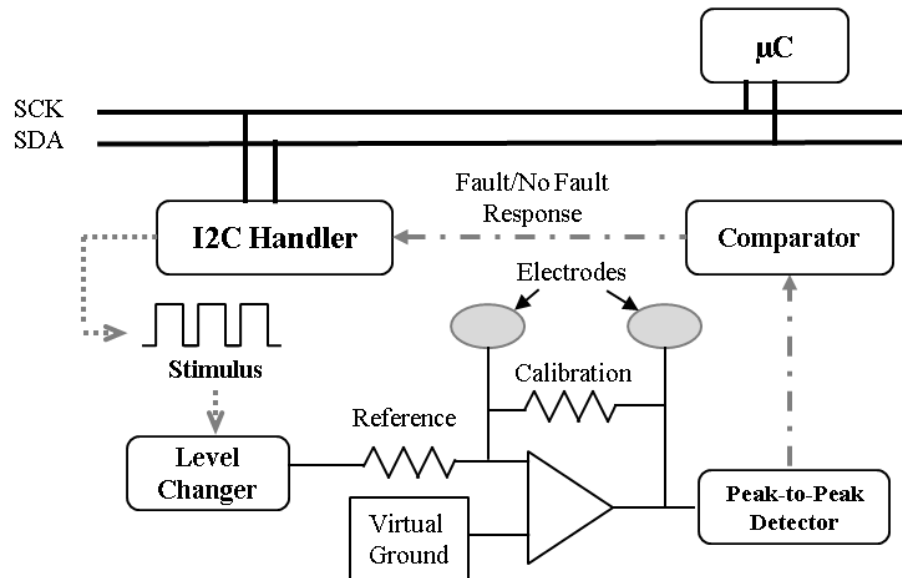 μC
SCK
SDA
Fault/No Fault
Response
I2C Handler
Comparator
Electrodes
Stimulus
Calibration
Reference
Level
Changer
Peak-to-Peak
Detector
Virtual
Ground